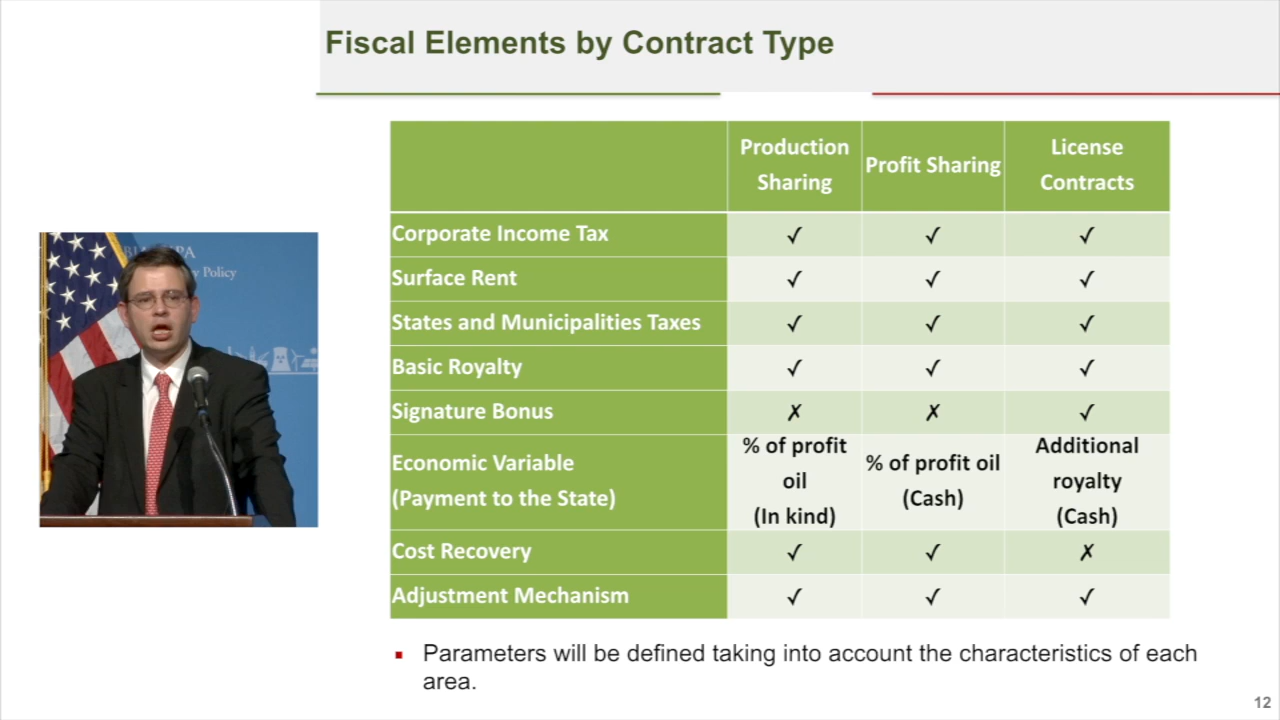 Fiscal Elements by Contract Type
Production Sharing
Profit Sharing
License Contracts
Corporate Income Tax ✓ ✓ ✓
Surface Rent ✓ ✓ ✓
States and Municipalities Taxes ✓ ✓ ✓
Basic Royalty ✓ ✓ ✓
Signature Bonus ✗ ✗ ✓
Economic Variable
(Payment to the State)
% of profit
oil
(In kind)
% of profit oil
(Cash)
Additional
royalty
(Cash)
Cost Recovery ✓ ✓ ✗
Adjustment Mechanism ✓ ✓ ✓
▪ Parameters will be defined taking into account the characteristics of each
area.
12
Policy